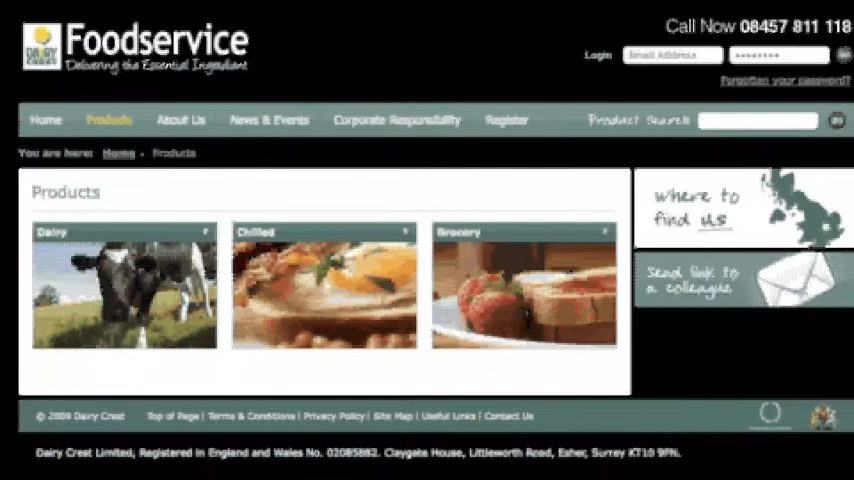 DAIRY CREST
Foodservice
Delivering the Essential Ingredient
Call Now 08457 811 118
Login Email Address
Forgotten your password?
Home Products About Us News & Events Corporate Responsibility Register Product Search
You are here: Home Products
Products
Dairy Chilled Grocery
where to
find us
Send link to
a colleague
© 2009 Dairy Crest Top of Page | Terms & Conditions | Privacy Policy | Site Map | Useful Links | Contact Us
Dairy Crest Limited, Registered in England and Wales No. 02085882. Claygate House, Littleworth Road, Esher, Surrey KT10 9PN.